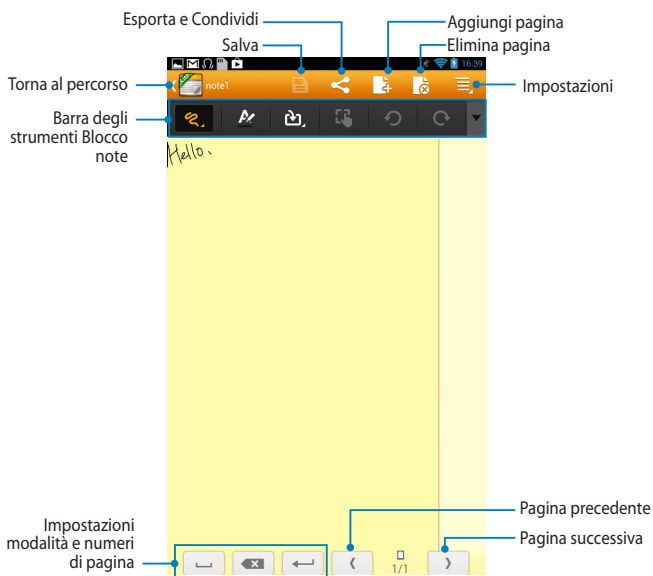 Esporta e Condividi
Aggiungi pagina
Salva
Elimina pagina
16:39
Torna al percorso
note1
Impostazioni
Barra degli
strumenti Blocco
note
Hello,
Pagina precedente
Impostazioni
modalità e numeri
di pagina
Pagina successiva
1/1